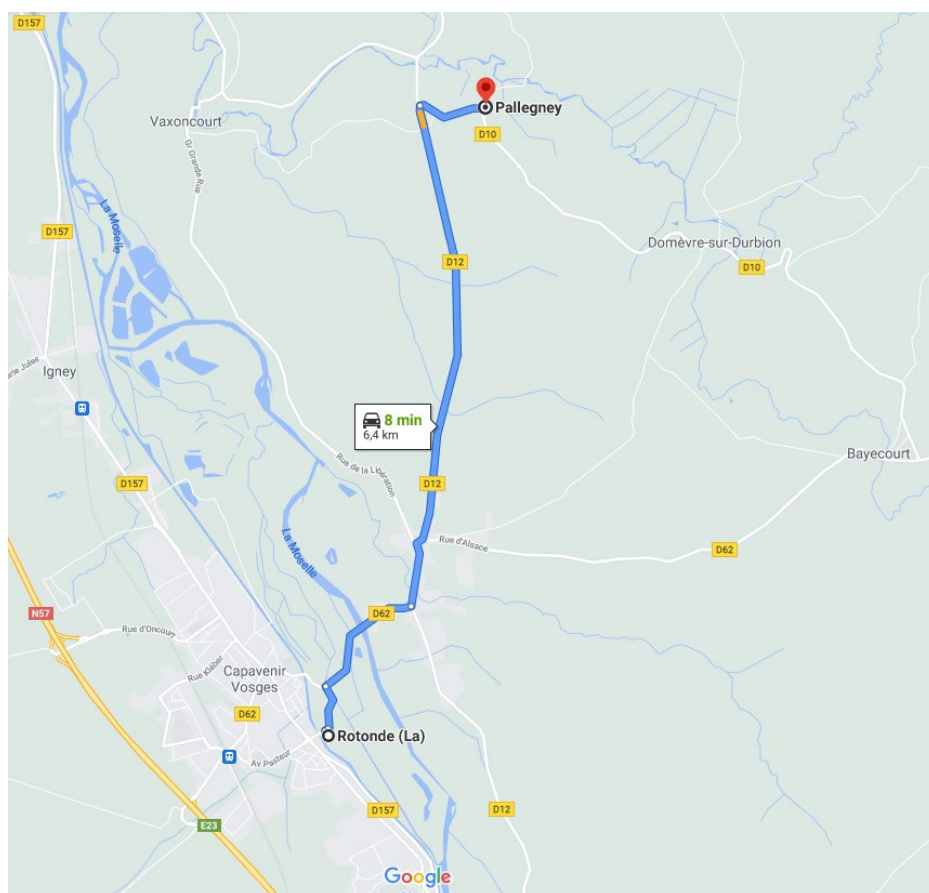 D157
Pallegney
Vaxoncourt
D10
Gr Grande Rue
La Moselle
D157
Domèvre-sur-Durbion
D12
D10
Igney
8 min
6,4 km
Bayecourt
Rue de la Libération
D157
D12
Rue d'Alsace
D62
La Moselle
N57
D62
Rue d'Oncourt
Rue Kléber
Capavenir
Vosges
D62
Rotonde (La)
Av Pasteur
D157
D12
E23
Google